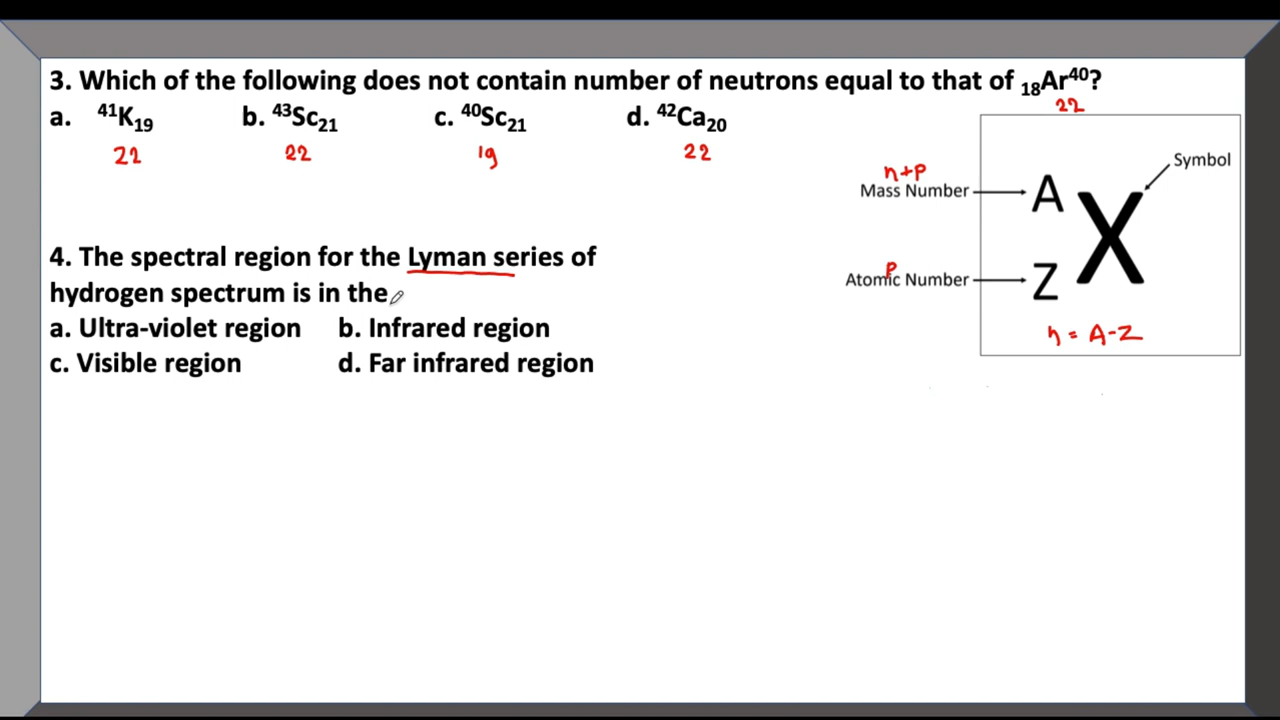 3. Which of the following does not contain number of neutrons equal to that of ₁₈Ar⁴⁰?
22
a. ⁴¹K₁₉ b. ⁴³Sc₂₁ c. ⁴⁰Sc₂₁ d. ⁴²Ca₂₀
22 22 19 22
Symbol
n+p
Mass Number A X
4. The spectral region for the Lyman series of
p
Atomic Number Z
hydrogen spectrum is in the
a. Ultra-violet region b. Infrared region
n = A-Z
c. Visible region d. Far infrared region